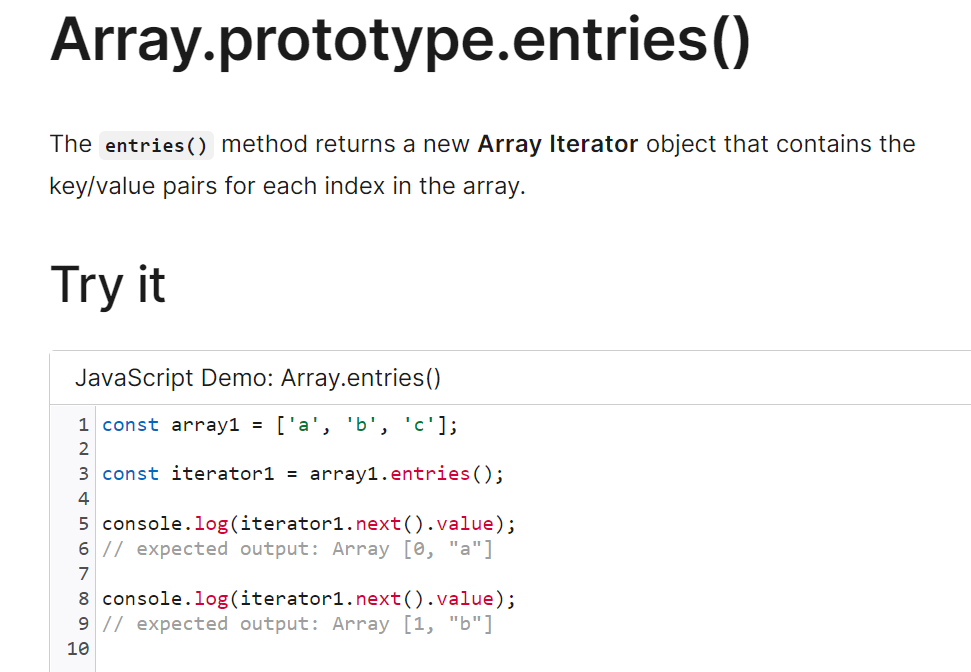 Array.prototype.entries()
The entries() method returns a new Array Iterator object that contains the
key/value pairs for each index in the array.
Try it
JavaScript Demo: Array.entries()
1 const array1 = ['a', 'b', 'c'];
2
3 const iterator1 = array1.entries();
4
5 console.log(iterator1.next().value);
6 // expected output: Array [0, "a"]
7
8 console.log(iterator1.next().value);
9 // expected output: Array [1, "b"]
10